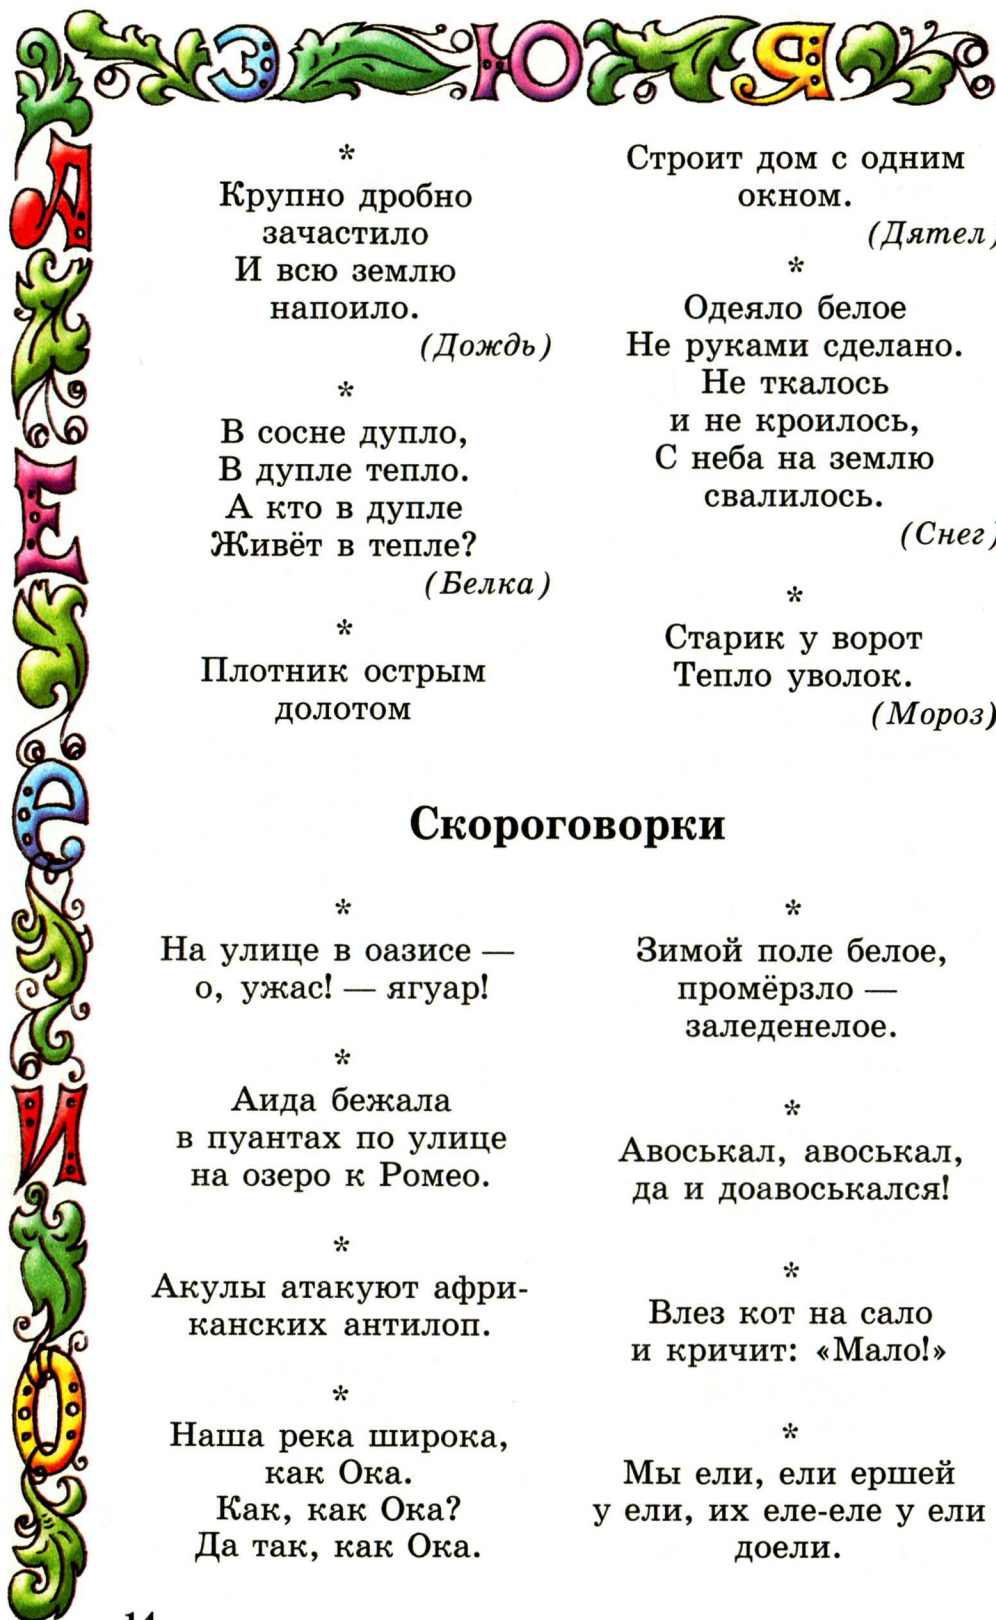 З Ю Я
А
Е
е
И
О
*
Крупно дробно
зачастило
И всю землю
напоило.
(Дождь)
*
В сосне дупло,
В дупле тепло.
А кто в дупле
Живёт в тепле?
(Белка)
*
Плотник острым
долотом
Строит дом с одним
окном.
(Дятел)
*
Одеяло белое
Не руками сделано.
Не ткалось
и не кроилось,
С неба на землю
свалилось.
(Снег)
*
Старик у ворот
Тепло уволок.
(Мороз)
Скороговорки
*
На улице в оазисе —
о, ужас! — ягуар!
*
Аида бежала
в пуантах по улице
на озеро к Ромео.
*
Акулы атакуют афри-
канских антилоп.
*
Наша река широка,
как Ока.
Как, как Ока?
Да так, как Ока.
*
Зимой поле белое,
промёрзло —
заледенелое.
*
Авоськал, авоськал,
да и доавоськался!
*
Влез кот на сало
и кричит: «Мало!»
*
Мы ели, ели ершей
у ели, их еле-еле у ели
доели.
14